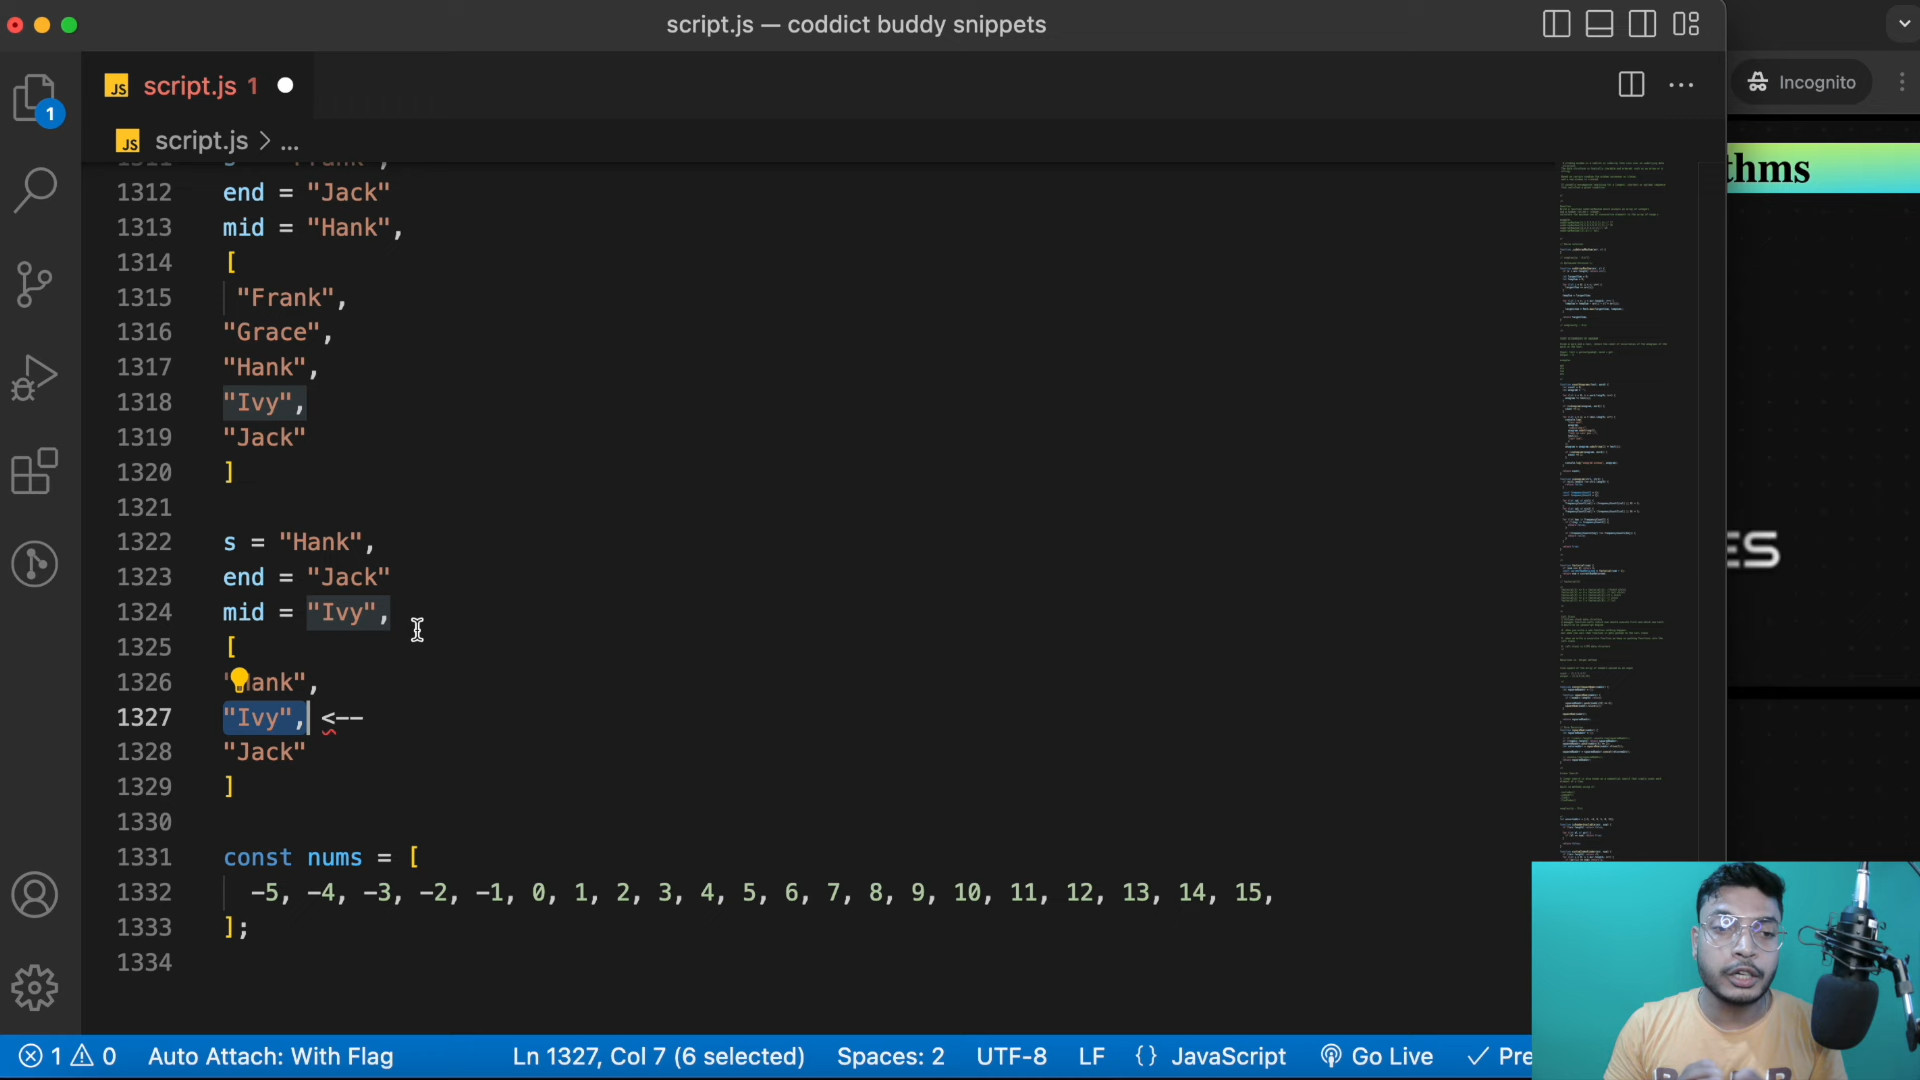 script.js — coddict buddy snippets
JS script.js 1
Incognito
JS script.js > ...
thms
1312 end = "Jack"
1313 mid = "Hank",
1314 [
1315 "Frank",
1316 "Grace",
1317 "Hank",
1318 "Ivy",
1319 "Jack"
1320 ]
1321
1322 s = "Hank",
1323 end = "Jack"
1324 mid = "Ivy",
1325 [
1326 "Hank",
1327 "Ivy", <--
1328 "Jack"
1329 ]
1330
1331 const nums = [
1332 -5, -4, -3, -2, -1, 0, 1, 2, 3, 4, 5, 6, 7, 8, 9, 10, 11, 12, 13, 14, 15,
1333 ];
1334
1
ES
1 0 Auto Attach: With Flag Ln 1327, Col 7 (6 selected) Spaces: 2 UTF-8 LF {} JavaScript Go Live Pre